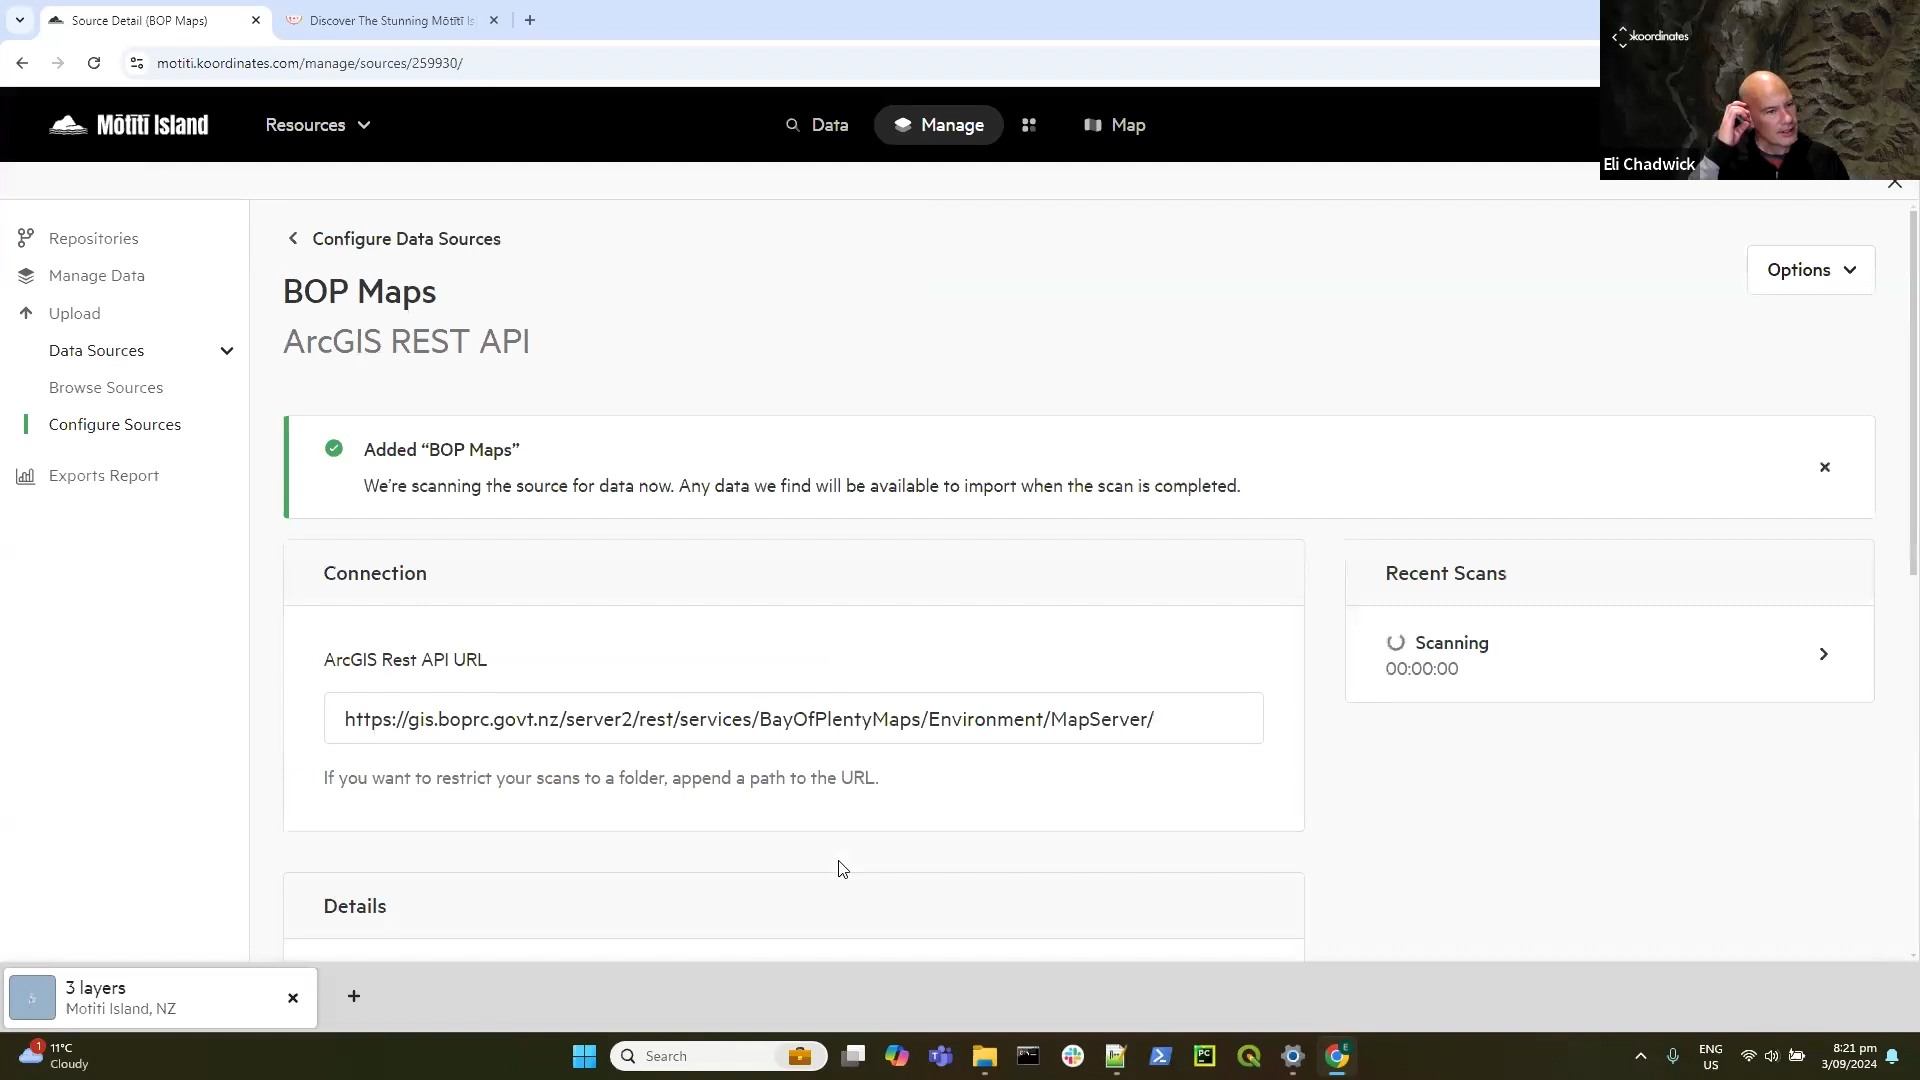 Source Detail (BOP Maps)
Discover The Stunning Mōtītī Is
motiti.koordinates.com/manage/sources/259930/
koordinates
Eli Chadwick
Mōtītī Island
Resources
Data
Manage
Map
Repositories
Manage Data
Upload
Data Sources
Browse Sources
Configure Sources
Exports Report
Configure Data Sources
BOP Maps
ArcGIS REST API
Options
Added “BOP Maps”
We’re scanning the source for data now. Any data we find will be available to import when the scan is completed.
Connection
ArcGIS Rest API URL
https://gis.boprc.govt.nz/server2/rest/services/BayOfPlentyMaps/Environment/MapServer/
If you want to restrict your scans to a folder, append a path to the URL.
Recent Scans
Scanning
00:00:00
Details
3 layers
Motiti Island, NZ
1
11°C
Cloudy
Search
PC
E
ENG
US
8:21 pm
3/09/2024